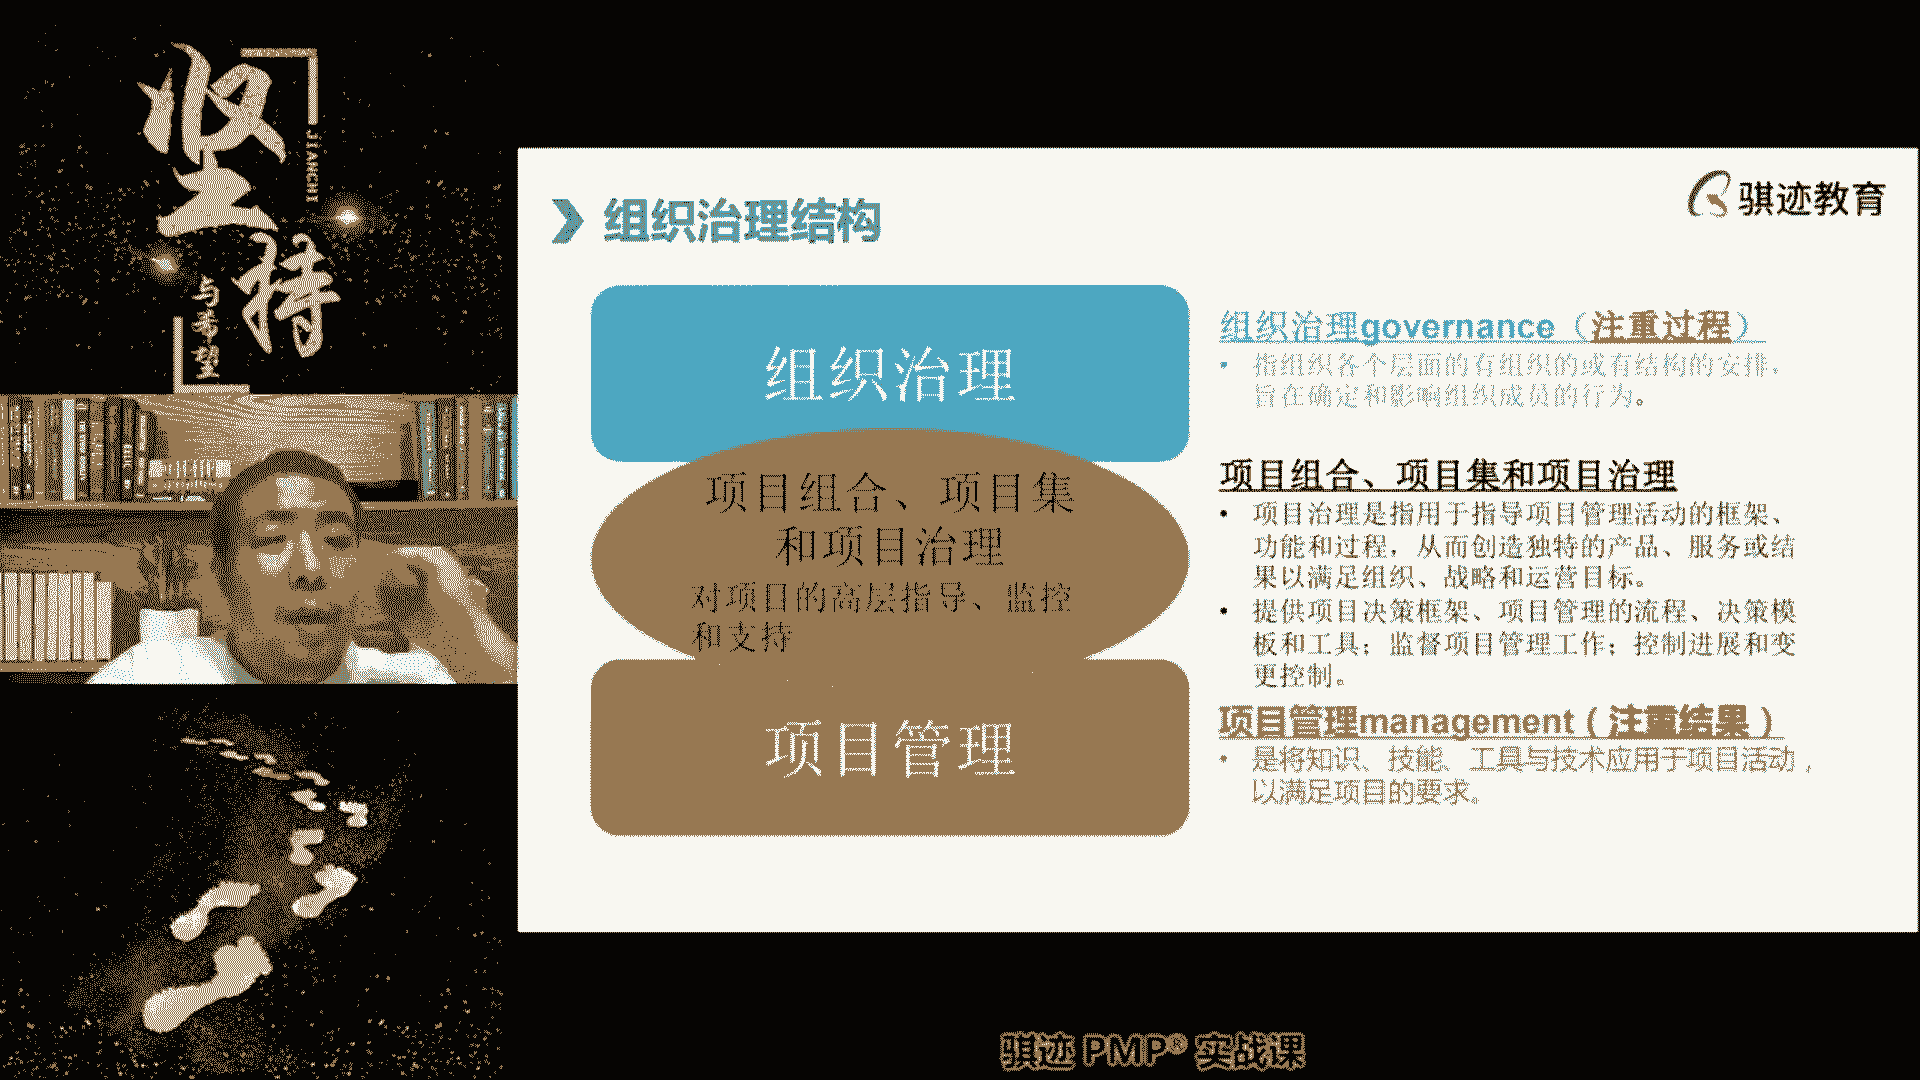 坚持
JIANCHI
与希望
组织治理结构
骐迹教育
组织治理
项目组合、项目集
和项目治理
对项目的高层指导、监控
和支持
项目管理
组织治理governance（注重过程）
• 指组织各个层面的有组织的或有结构的安排，
旨在确定和影响组织成员的行为。
项目组合、项目集和项目治理
• 项目治理是指用于指导项目管理活动的框架、
功能和过程，从而创造独特的产品、服务或结
果以满足组织、战略和运营目标。
• 提供项目决策框架、项目管理的流程、决策模
板和工具；监督项目管理工作；控制进展和变
更控制。
项目管理management（注重结果）
• 是将知识、技能、工具与技术应用于项目活动，
以满足项目的要求。
骐迹 PMP® 实战课